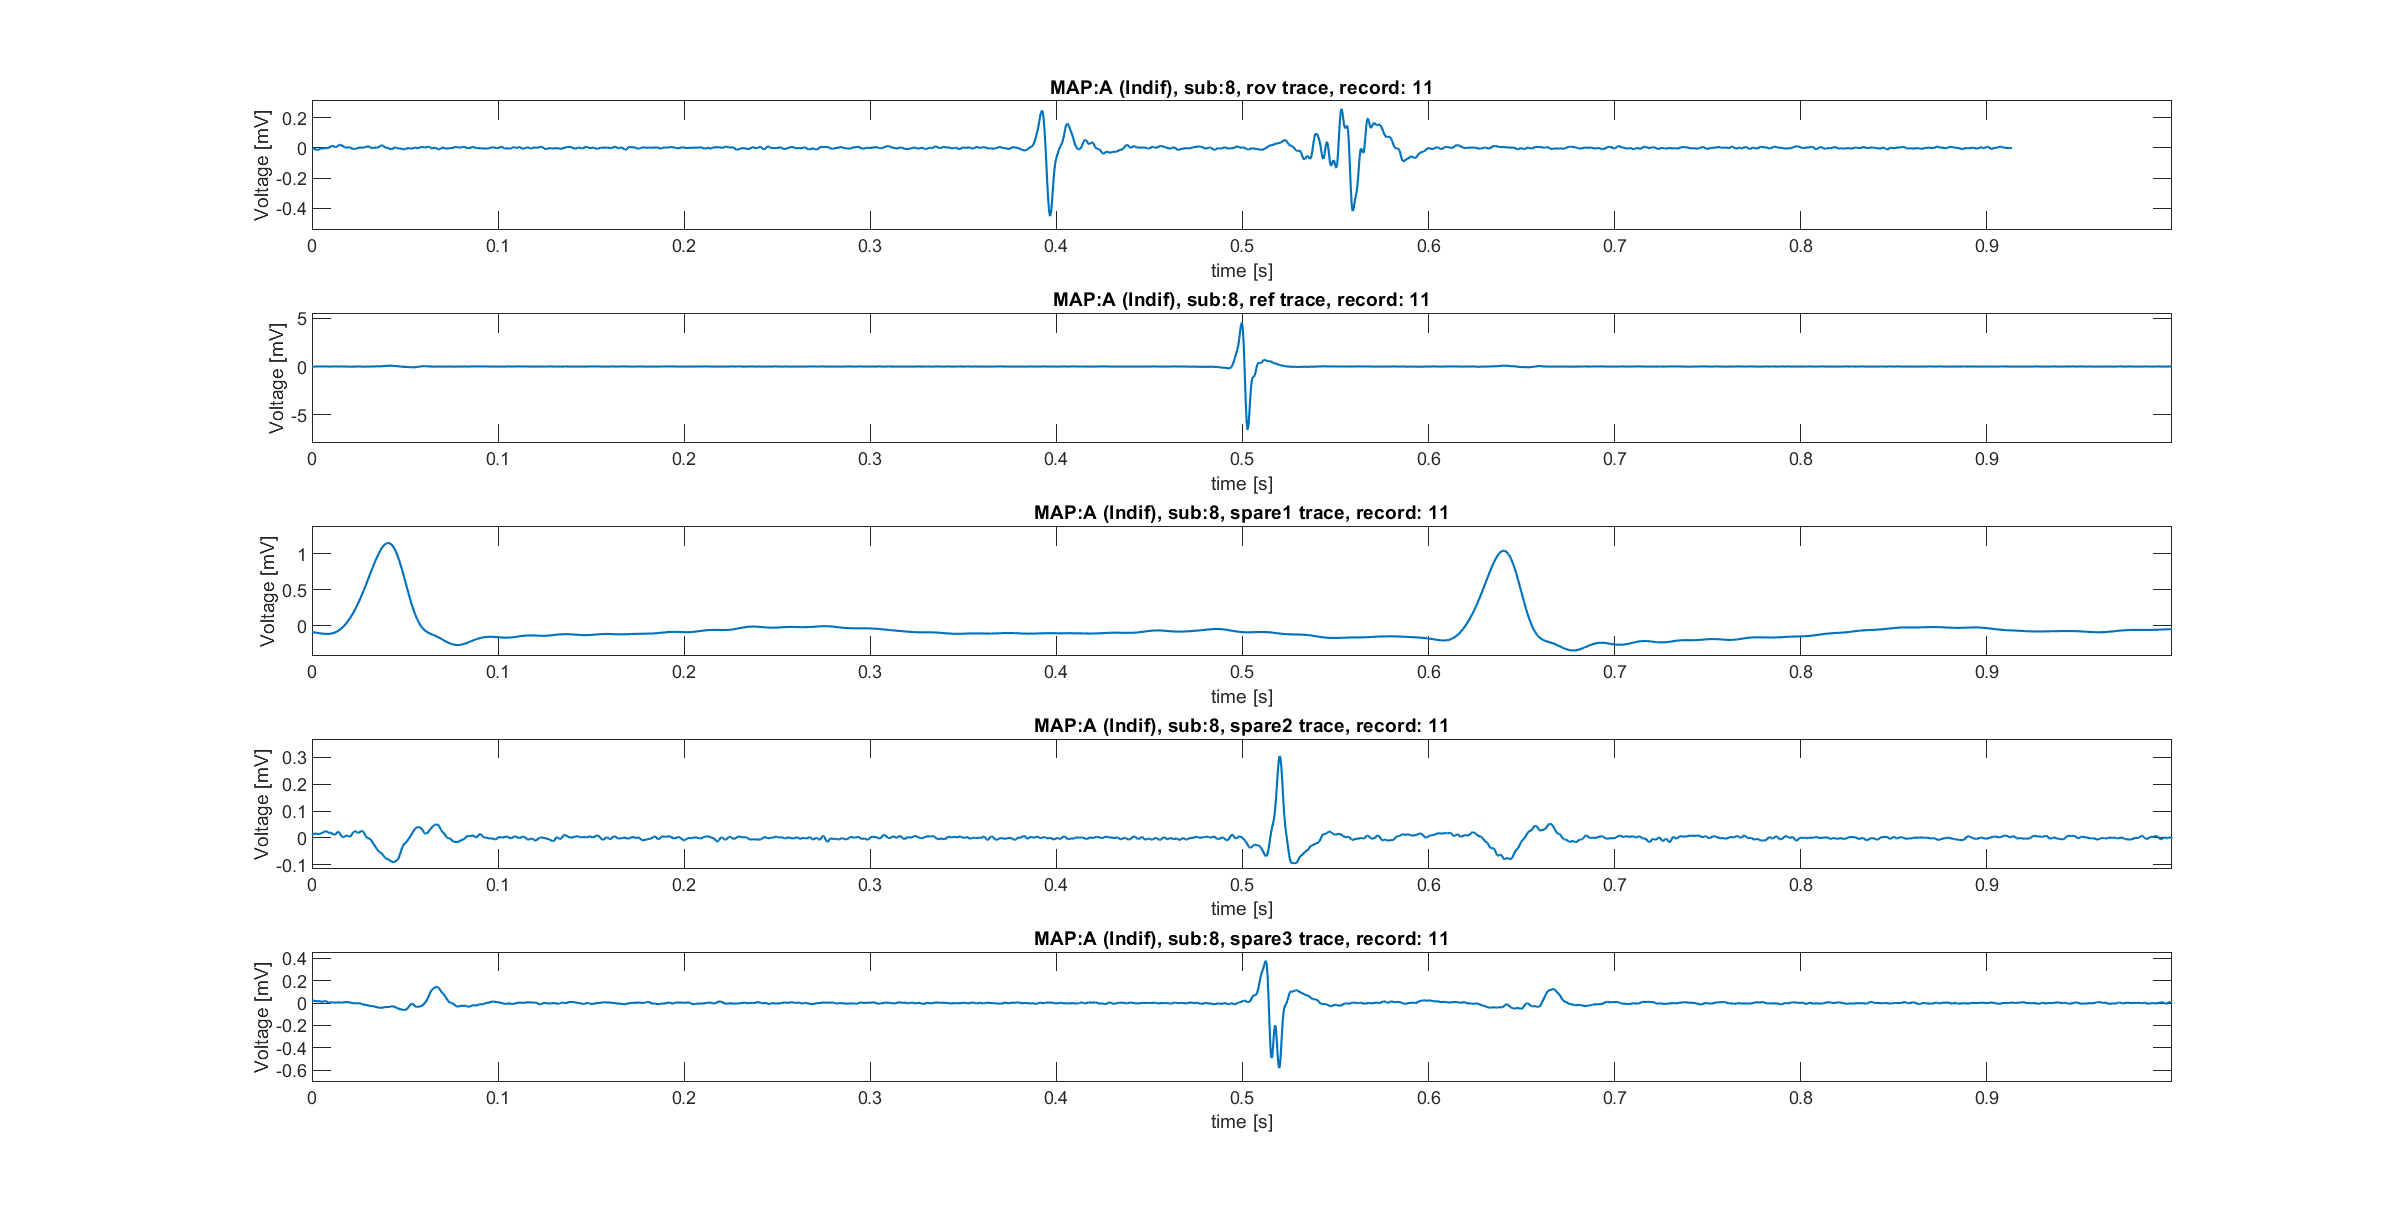 MAP:A (Indif), sub:8, rov trace, record: 11
Voltage [mV]
0.2
0
-0.2
-0.4
0 0.1 0.2 0.3 0.4 0.5 0.6 0.7 0.8 0.9
time [s]
MAP:A (Indif), sub:8, ref trace, record: 11
Voltage [mV]
5
0
-5
0 0.1 0.2 0.3 0.4 0.5 0.6 0.7 0.8 0.9
time [s]
MAP:A (Indif), sub:8, spare1 trace, record: 11
Voltage [mV]
1
0.5
0
0 0.1 0.2 0.3 0.4 0.5 0.6 0.7 0.8 0.9
time [s]
MAP:A (Indif), sub:8, spare2 trace, record: 11
Voltage [mV]
0.3
0.2
0.1
0
-0.1
0 0.1 0.2 0.3 0.4 0.5 0.6 0.7 0.8 0.9
time [s]
MAP:A (Indif), sub:8, spare3 trace, record: 11
Voltage [mV]
0.4
0.2
0
-0.2
-0.4
-0.6
0 0.1 0.2 0.3 0.4 0.5 0.6 0.7 0.8 0.9
time [s]